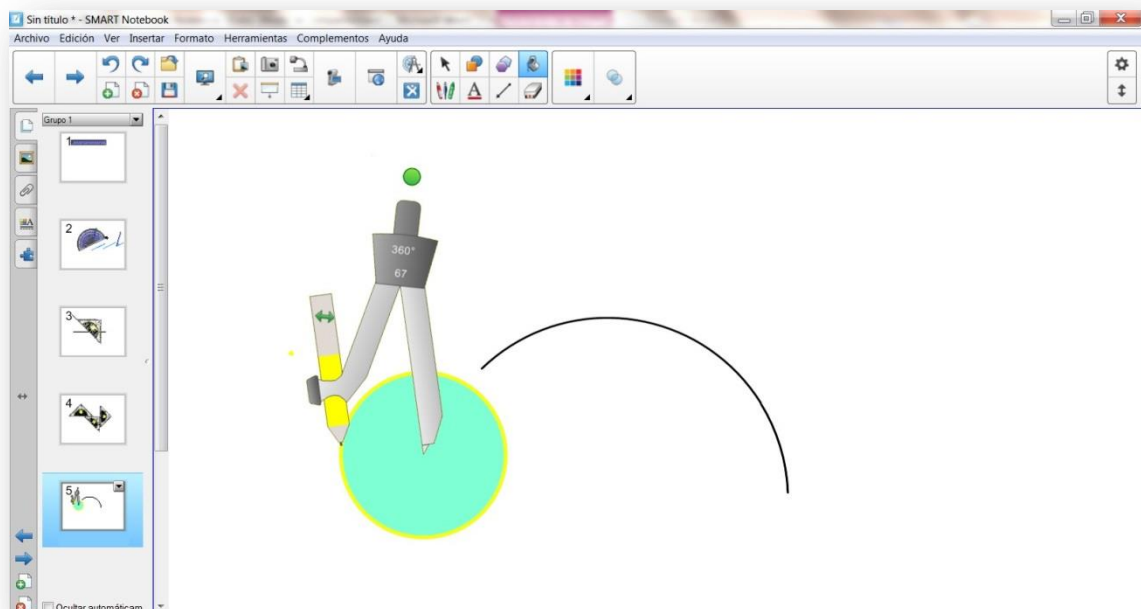 Sin título * - SMART Notebook
Archivo Edición Ver Insertar Formato Herramientas Complementos Ayuda
Grupo 1
1
2
3
4
5
360°
67
Ocultar automáticam